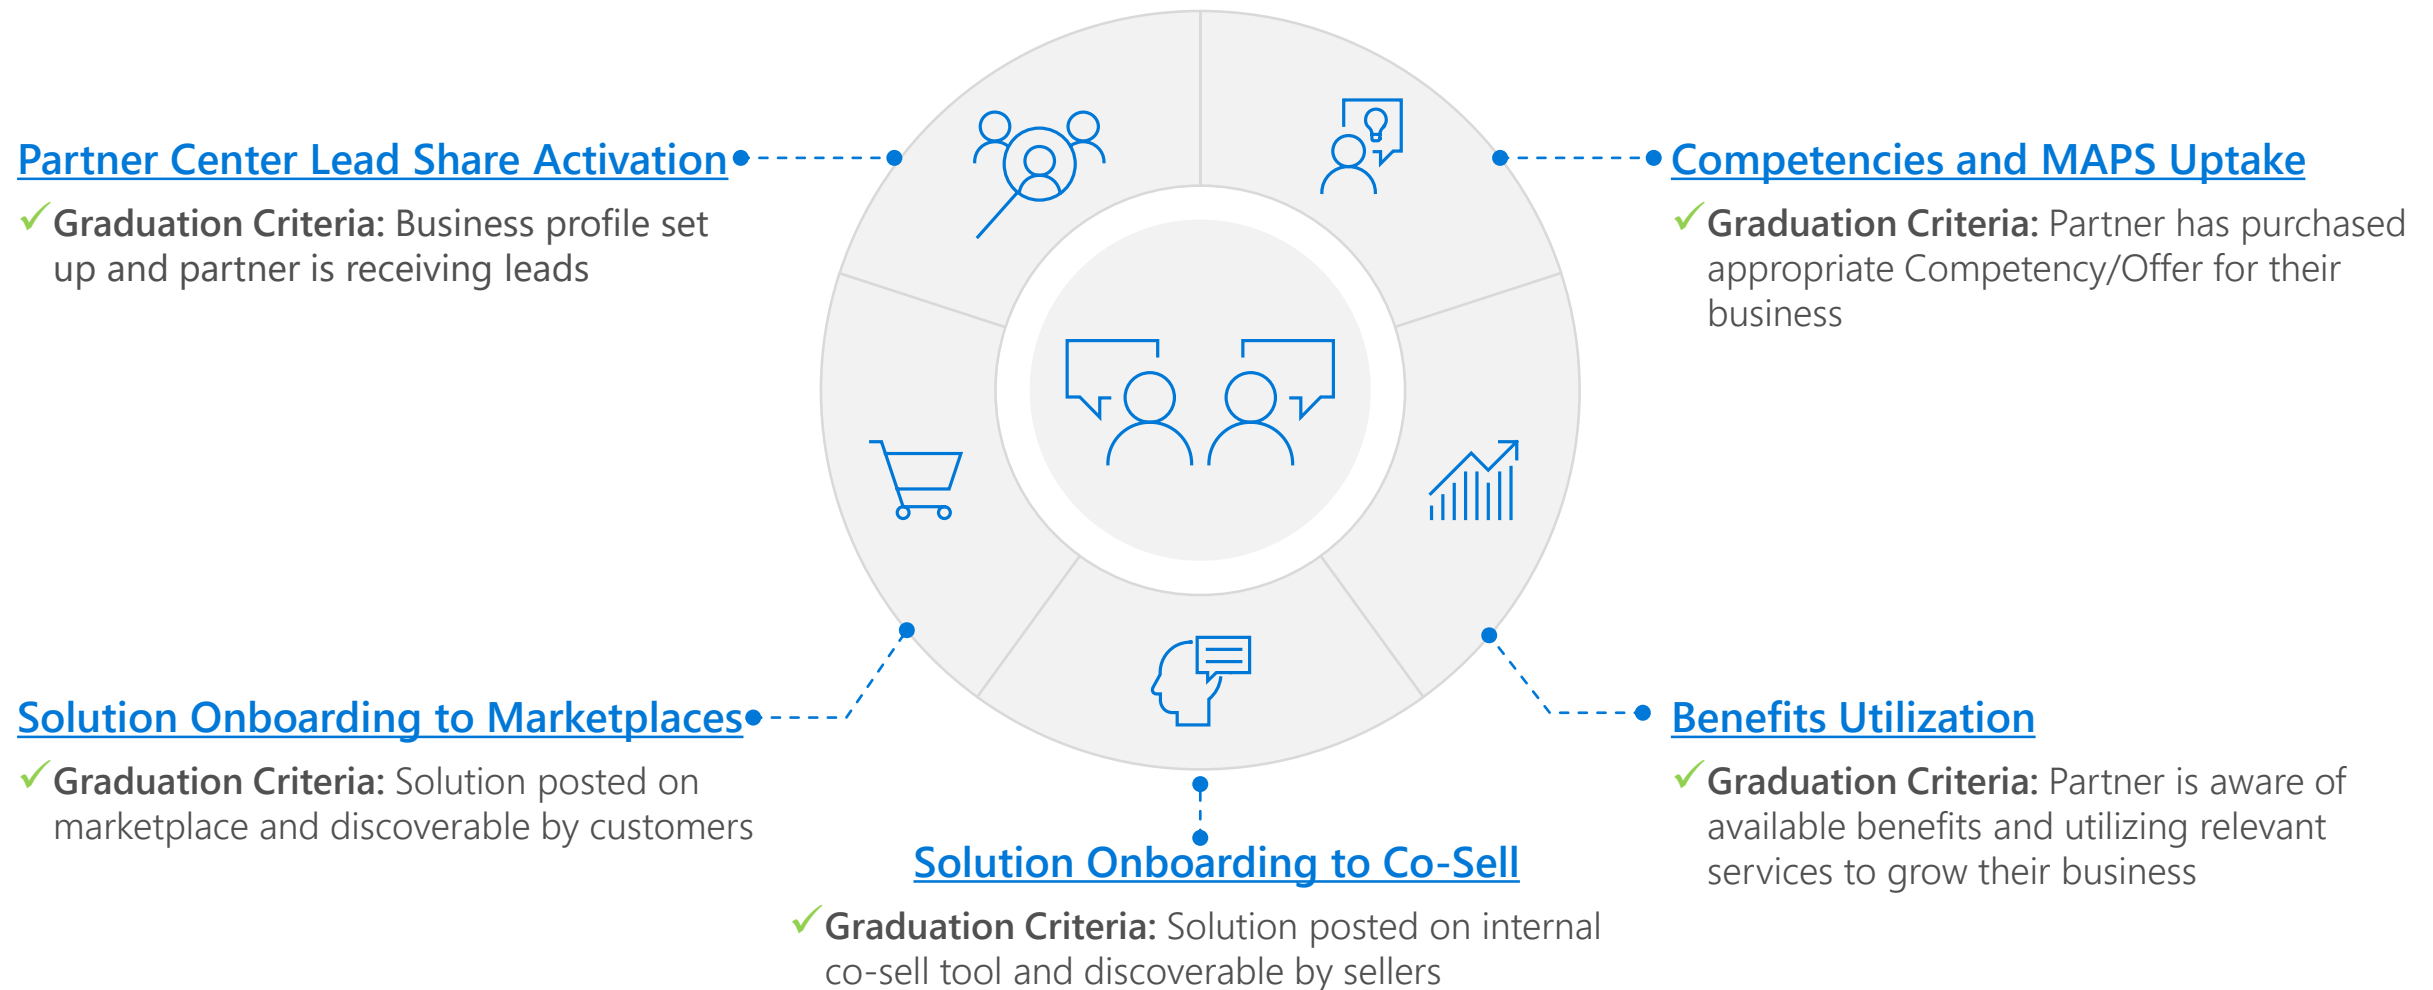 Partner Center Lead Share Activation
Graduation Criteria: Business profile set
up and partner is receiving leads
Competencies and MAPS Uptake
Graduation Criteria: Partner has purchased
appropriate Competency/Offer for their
business
Solution Onboarding to Marketplaces
Graduation Criteria: Solution posted on
marketplace and discoverable by customers
Solution Onboarding to Co-Sell
Graduation Criteria: Solution posted on internal
co-sell tool and discoverable by sellers
Benefits Utilization
Graduation Criteria: Partner is aware of
available benefits and utilizing relevant
services to grow their business